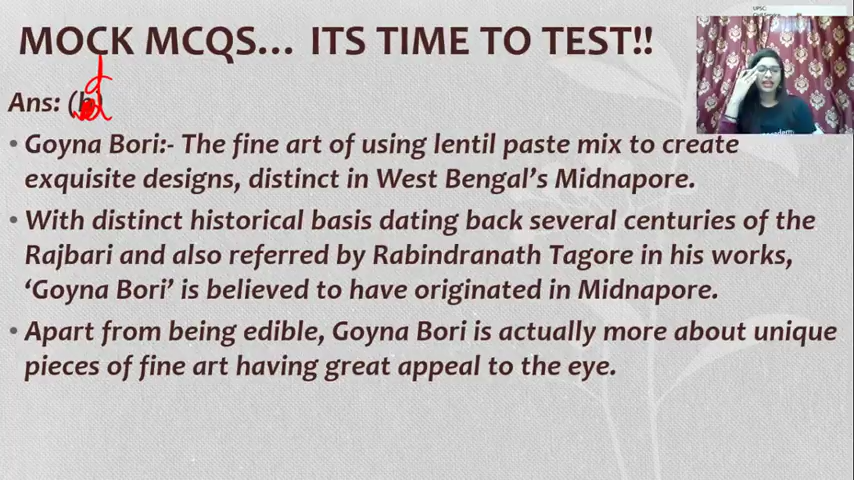 MOCK MCQS... ITS TIME TO TEST!!
UPSC
Ans: (b)
d
• Goyna Bori:- The fine art of using lentil paste mix to create
exquisite designs, distinct in West Bengal's Midnapore.
• With distinct historical basis dating back several centuries of the
Rajbari and also referred by Rabindranath Tagore in his works,
'Goyna Bori' is believed to have originated in Midnapore.
• Apart from being edible, Goyna Bori is actually more about unique
pieces of fine art having great appeal to the eye.